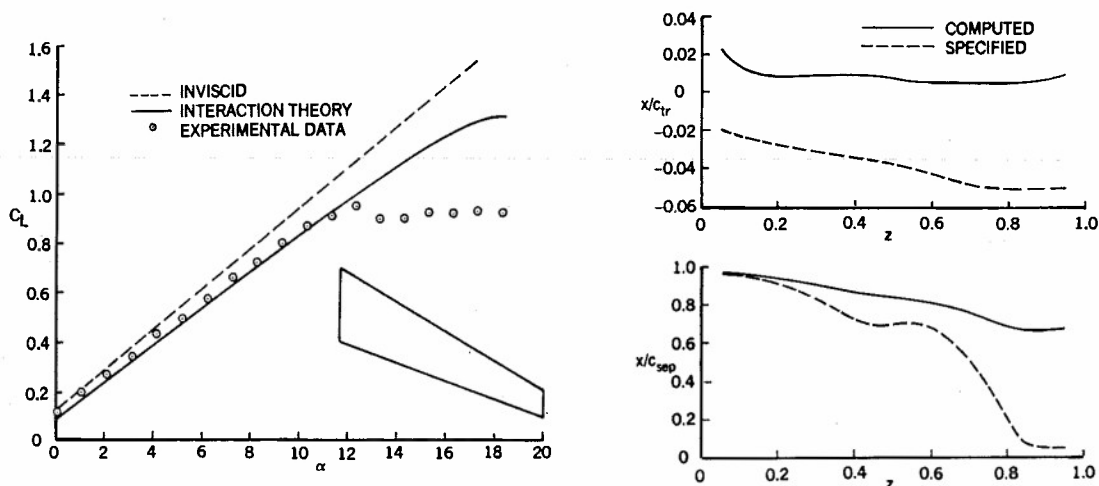 1.6
1.4
1.2
1.0
0.8
0.6
0.4
0.2
0
CL
INVISCID
INTERACTION THEORY
EXPERIMENTAL DATA
0 2 4 6 8 10 12 14 16 18 20
α
0.04
0.02
0
-0.02
-0.04
-0.06
x/ctr
COMPUTED
SPECIFIED
0 0.2 0.4 0.6 0.8 1.0
z
1.0
0.8
0.6
0.4
0.2
0
x/csep
0 0.2 0.4 0.6 0.8 1.0
z